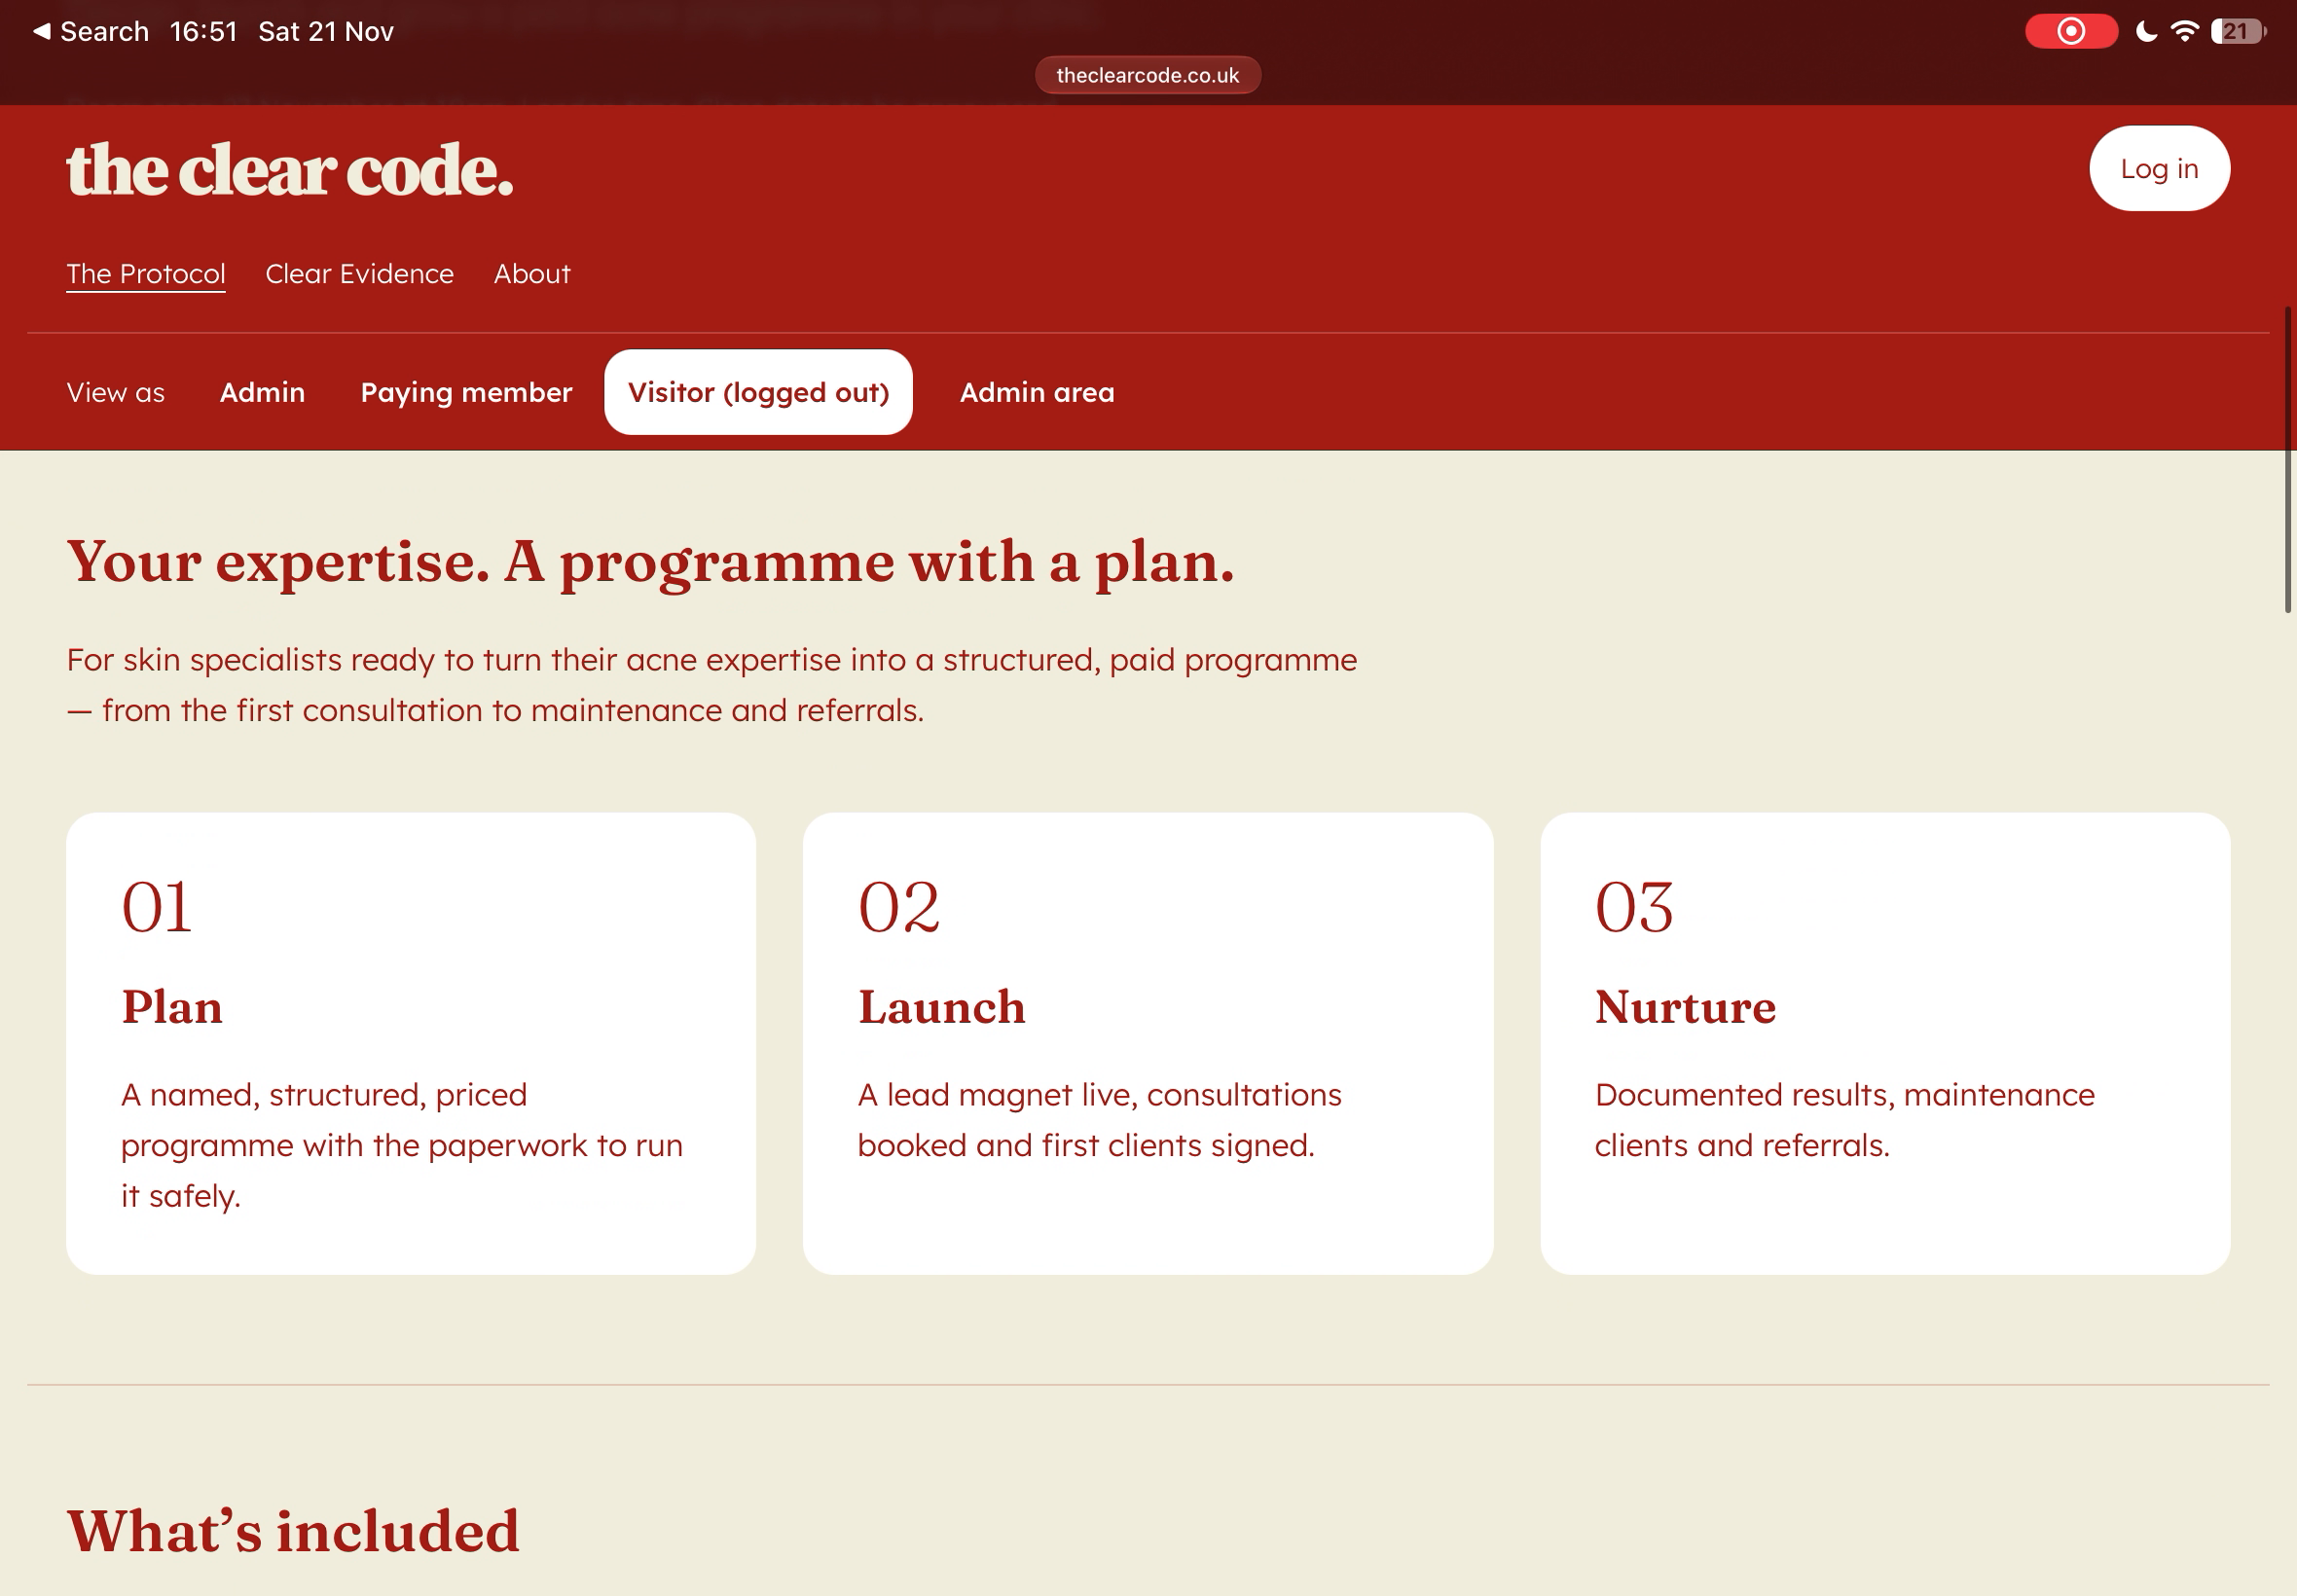 Search 16:51 Sat 21 Nov
21
theclearcode.co.uk
the clear code.
Log in
The Protocol Clear Evidence About
View as Admin Paying member Visitor (logged out) Admin area
Your expertise. A programme with a plan.
For skin specialists ready to turn their acne expertise into a structured, paid programme
— from the first consultation to maintenance and referrals.
01
Plan
A named, structured, priced
programme with the paperwork to run
it safely.
02
Launch
A lead magnet live, consultations
booked and first clients signed.
03
Nurture
Documented results, maintenance
clients and referrals.
What’s included